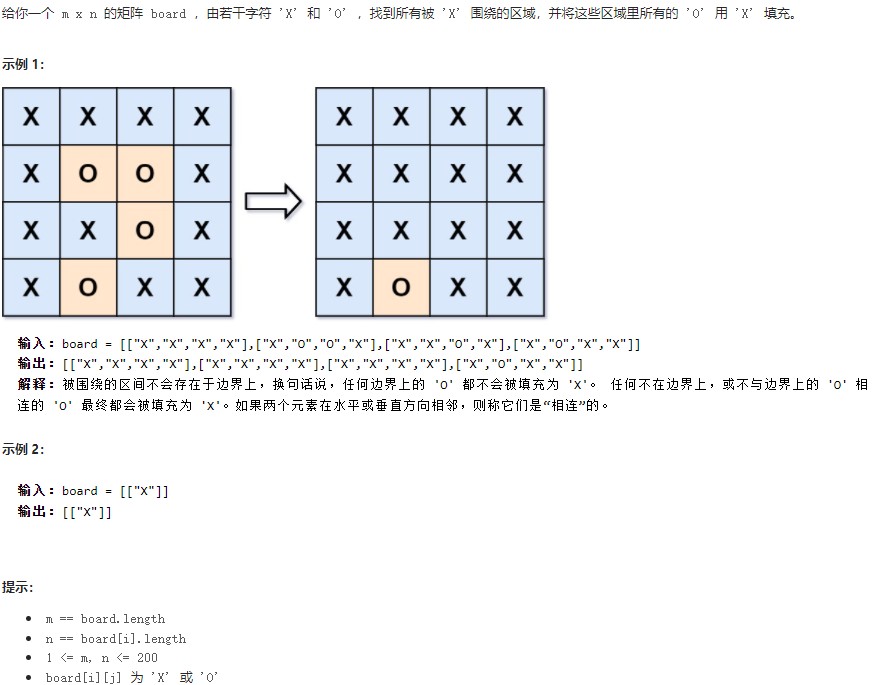 给你一个 m x n 的矩阵 board ，由若干字符 'X' 和 'O' ，找到所有被 'X' 围绕的区域，并将这些区域里所有的 'O' 用 'X' 填充。
示例 1：
X X X X X X X X
X O O X X X X X
X X O X X X X X
X O X X X O X X
输入：board = [["X","X","X","X"],["X","O","O","X"],["X","X","O","X"],["X","O","X","X"]]
输出：[["X","X","X","X"],["X","X","X","X"],["X","X","X","X"],["X","O","X","X"]]
解释：被围绕的区间不会存在于边界上，换句话说，任何边界上的 'O' 都不会被填充为 'X'。 任何不在边界上，或不与边界上的 'O' 相
连的 'O' 最终都会被填充为 'X'。如果两个元素在水平或垂直方向相邻，则称它们是“相连”的。
示例 2：
输入：board = [["X"]]
输出：[["X"]]
提示：
m == board.length
n == board[i].length
1 <= m, n <= 200
board[i][j] 为 'X' 或 'O'